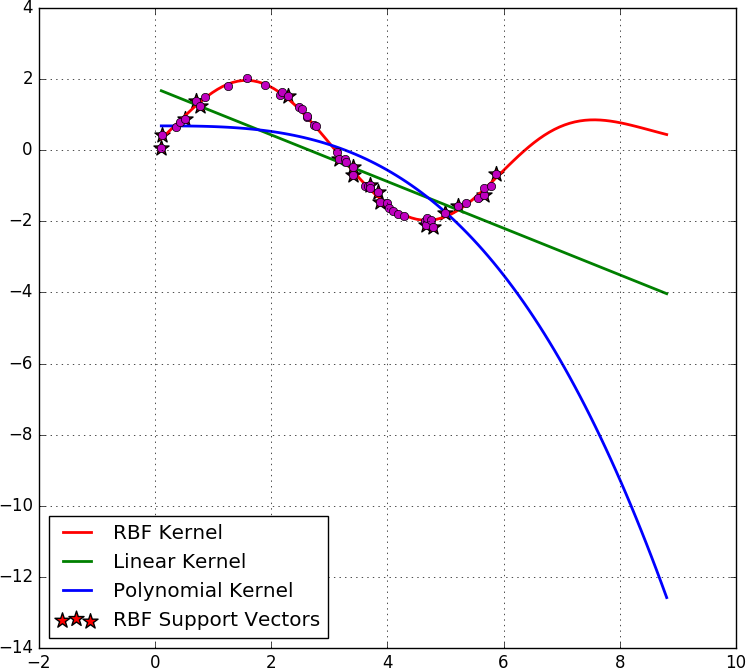 4
2
0
−2
−4
−6
−8
−10
−12
−14
RBF Kernel
Linear Kernel
Polynomial Kernel
RBF Support Vectors
−2 0 2 4 6 8 10